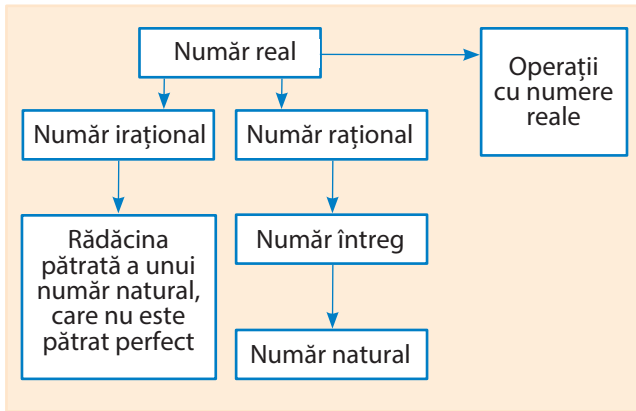 Număr real
Operații
cu numere
reale
Număr irațional
Număr rațional
Rădăcina
pătrată a unui
număr natural,
care nu este
pătrat perfect
Număr întreg
Număr natural